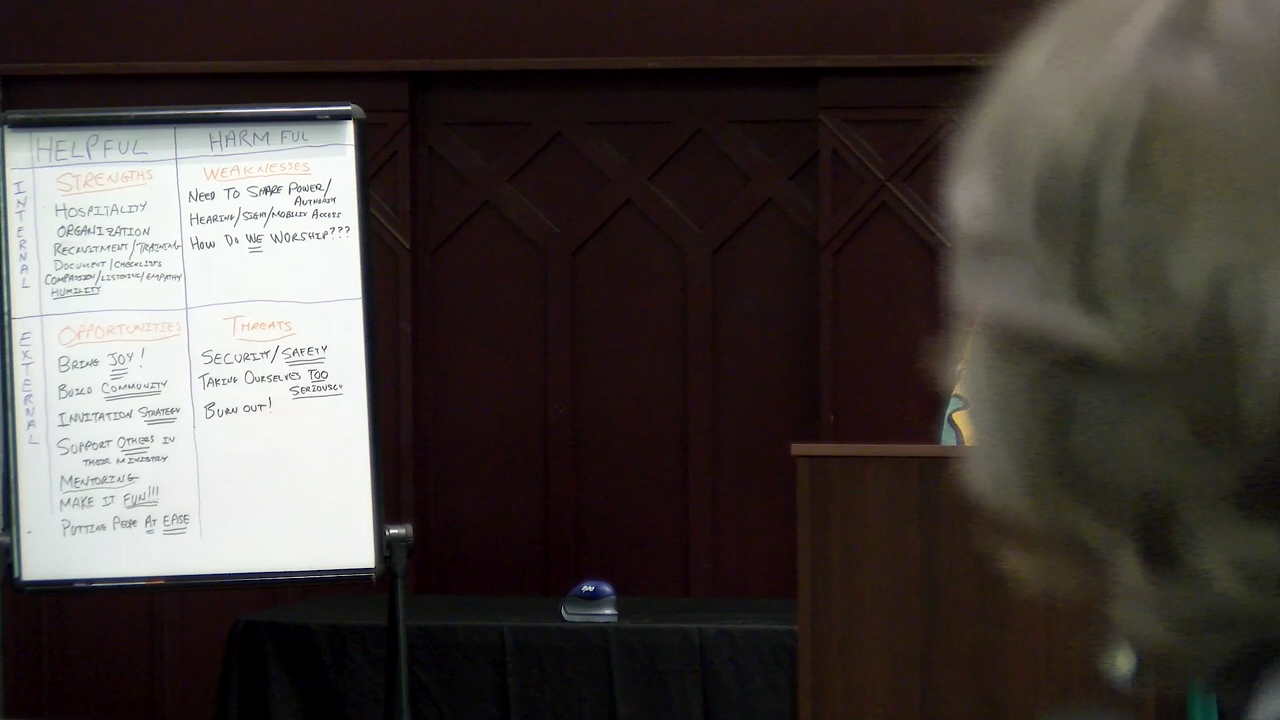 HELPFUL
HARMFUL
INTERNAL
STRENGTHS
HOSPITALITY
ORGANIZATION
RECRUITMENT/TRAINING
DOCUMENT/CHECKLISTS
COMPASSION/LISTENING/EMPATHY
HUMILITY
WEAKNESSES
NEED TO SHARE POWER/
AUTHORITY
HEARING/SIGHT/MOBILITY ACCESS
HOW DO WE WORSHIP???
EXTERNAL
OPPORTUNITIES
BRING JOY!
BUILD COMMUNITY
INVITATION STRATEGY
SUPPORT OTHERS IN
THEIR MINISTRY
MENTORING
MAKE IT FUN!!!
PUTTING PEOPLE AT EASE
THREATS
SECURITY/SAFETY
TAKING OURSELVES TOO
SERIOUSLY
BURN OUT!
EXPO